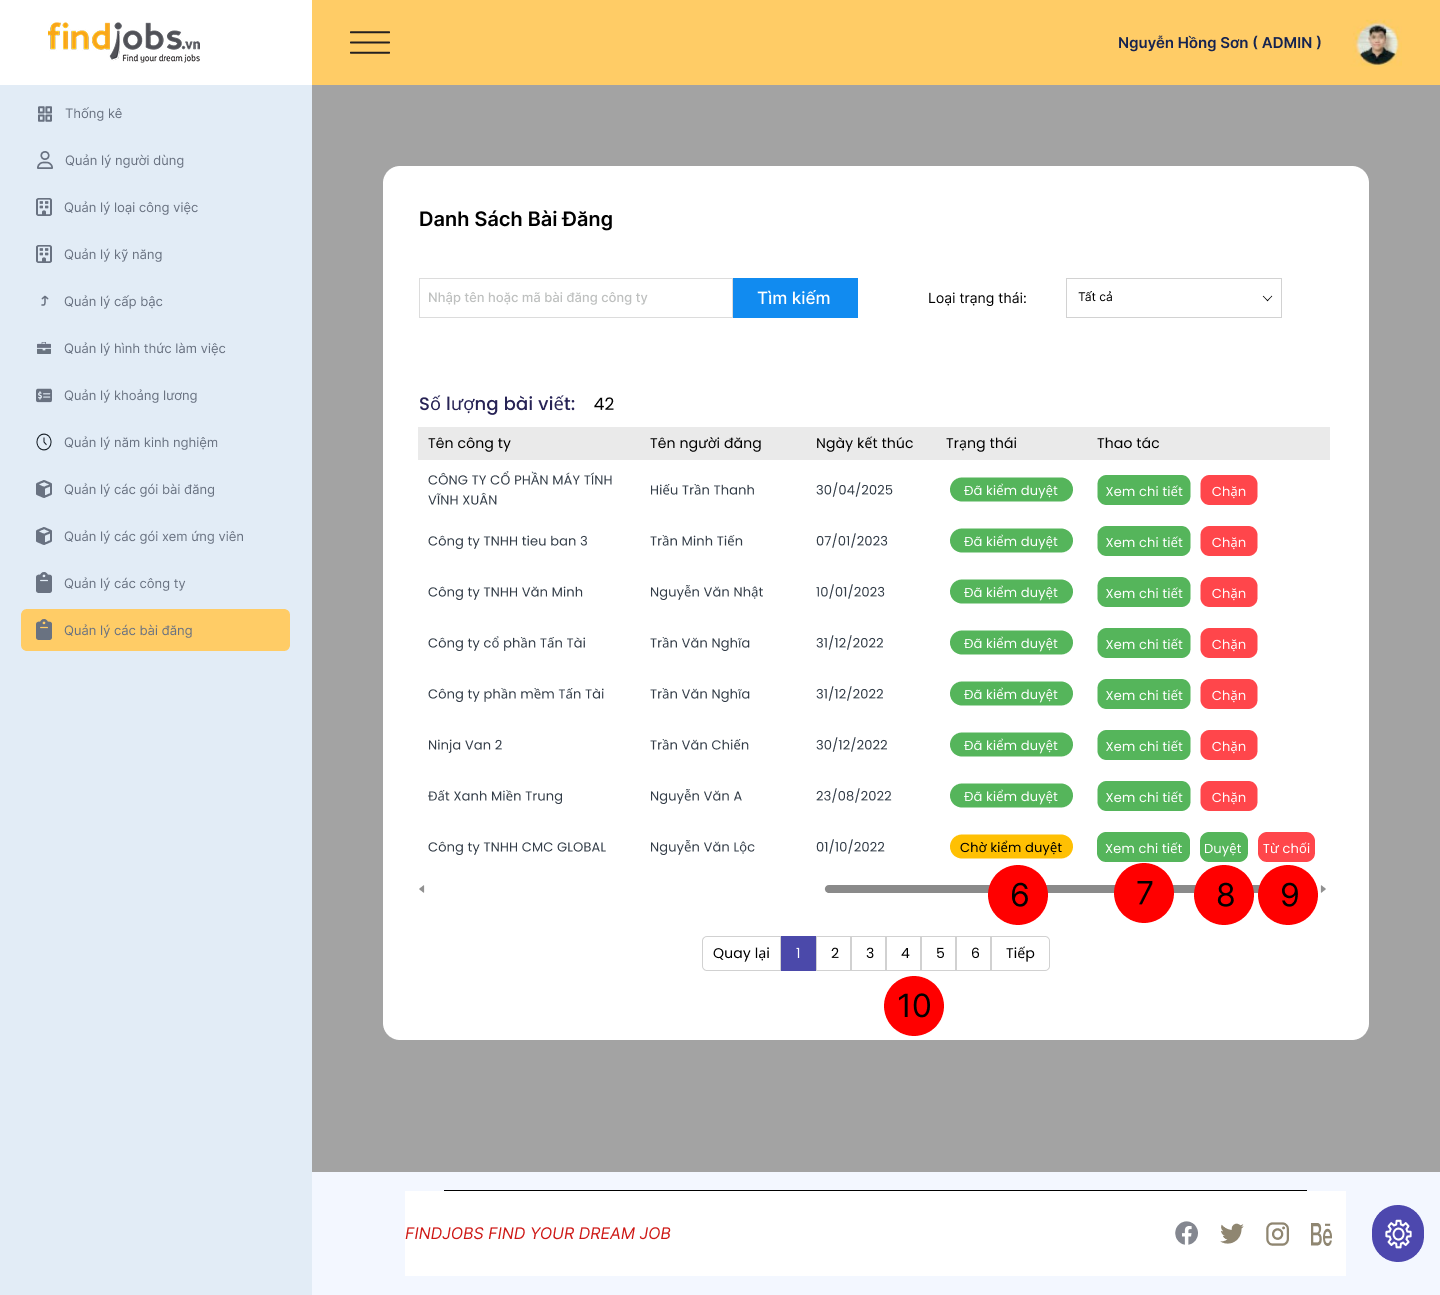 findjobs.vn
Find your dream jobs
Nguyễn Hồng Sơn ( ADMIN )
Thống kê
Quản lý người dùng
Quản lý loại công việc
Quản lý kỹ năng
Quản lý cấp bậc
Quản lý hình thức làm việc
Quản lý khoảng lương
Quản lý năm kinh nghiệm
Quản lý các gói bài đăng
Quản lý các gói xem ứng viên
Quản lý các công ty
Quản lý các bài đăng
Danh Sách Bài Đăng
Nhập tên hoặc mã bài đăng công ty Tìm kiếm Loại trạng thái: Tất cả
Số lượng bài viết: 42
Tên công ty Tên người đăng Ngày kết thúc Trạng thái Thao tác
CÔNG TY CỔ PHẦN MÁY TÍNH
VĨNH XUÂN Hiếu Trần Thanh 30/04/2025 Đã kiểm duyệt Xem chi tiết Chặn
Công ty TNHH tieu ban 3 Trần Minh Tiến 07/01/2023 Đã kiểm duyệt Xem chi tiết Chặn
Công ty TNHH Văn Minh Nguyễn Văn Nhật 10/01/2023 Đã kiểm duyệt Xem chi tiết Chặn
Công ty cổ phần Tấn Tài Trần Văn Nghĩa 31/12/2022 Đã kiểm duyệt Xem chi tiết Chặn
Công ty phần mềm Tấn Tài Trần Văn Nghĩa 31/12/2022 Đã kiểm duyệt Xem chi tiết Chặn
Ninja Van 2 Trần Văn Chiến 30/12/2022 Đã kiểm duyệt Xem chi tiết Chặn
Đất Xanh Miền Trung Nguyễn Văn A 23/08/2022 Đã kiểm duyệt Xem chi tiết Chặn
Công ty TNHH CMC GLOBAL Nguyễn Văn Lộc 01/10/2022 Chờ kiểm duyệt Xem chi tiết Duyệt Từ chối
6 7 8 9
Quay lại 1 2 3 4 5 6 Tiếp
10
FINDJOBS FIND YOUR DREAM JOB